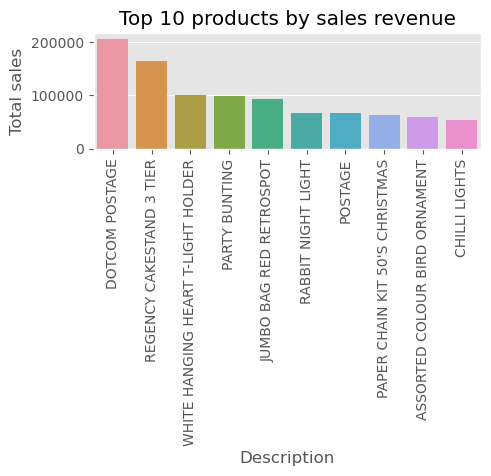 Top 10 products by sales revenue
Total sales
200000
100000
0
DOTCOM POSTAGE
REGENCY CAKESTAND 3 TIER
WHITE HANGING HEART T-LIGHT HOLDER
PARTY BUNTING
JUMBO BAG RED RETROSPOT
RABBIT NIGHT LIGHT
POSTAGE
PAPER CHAIN KIT 50'S CHRISTMAS
ASSORTED COLOUR BIRD ORNAMENT
CHILLI LIGHTS
Description